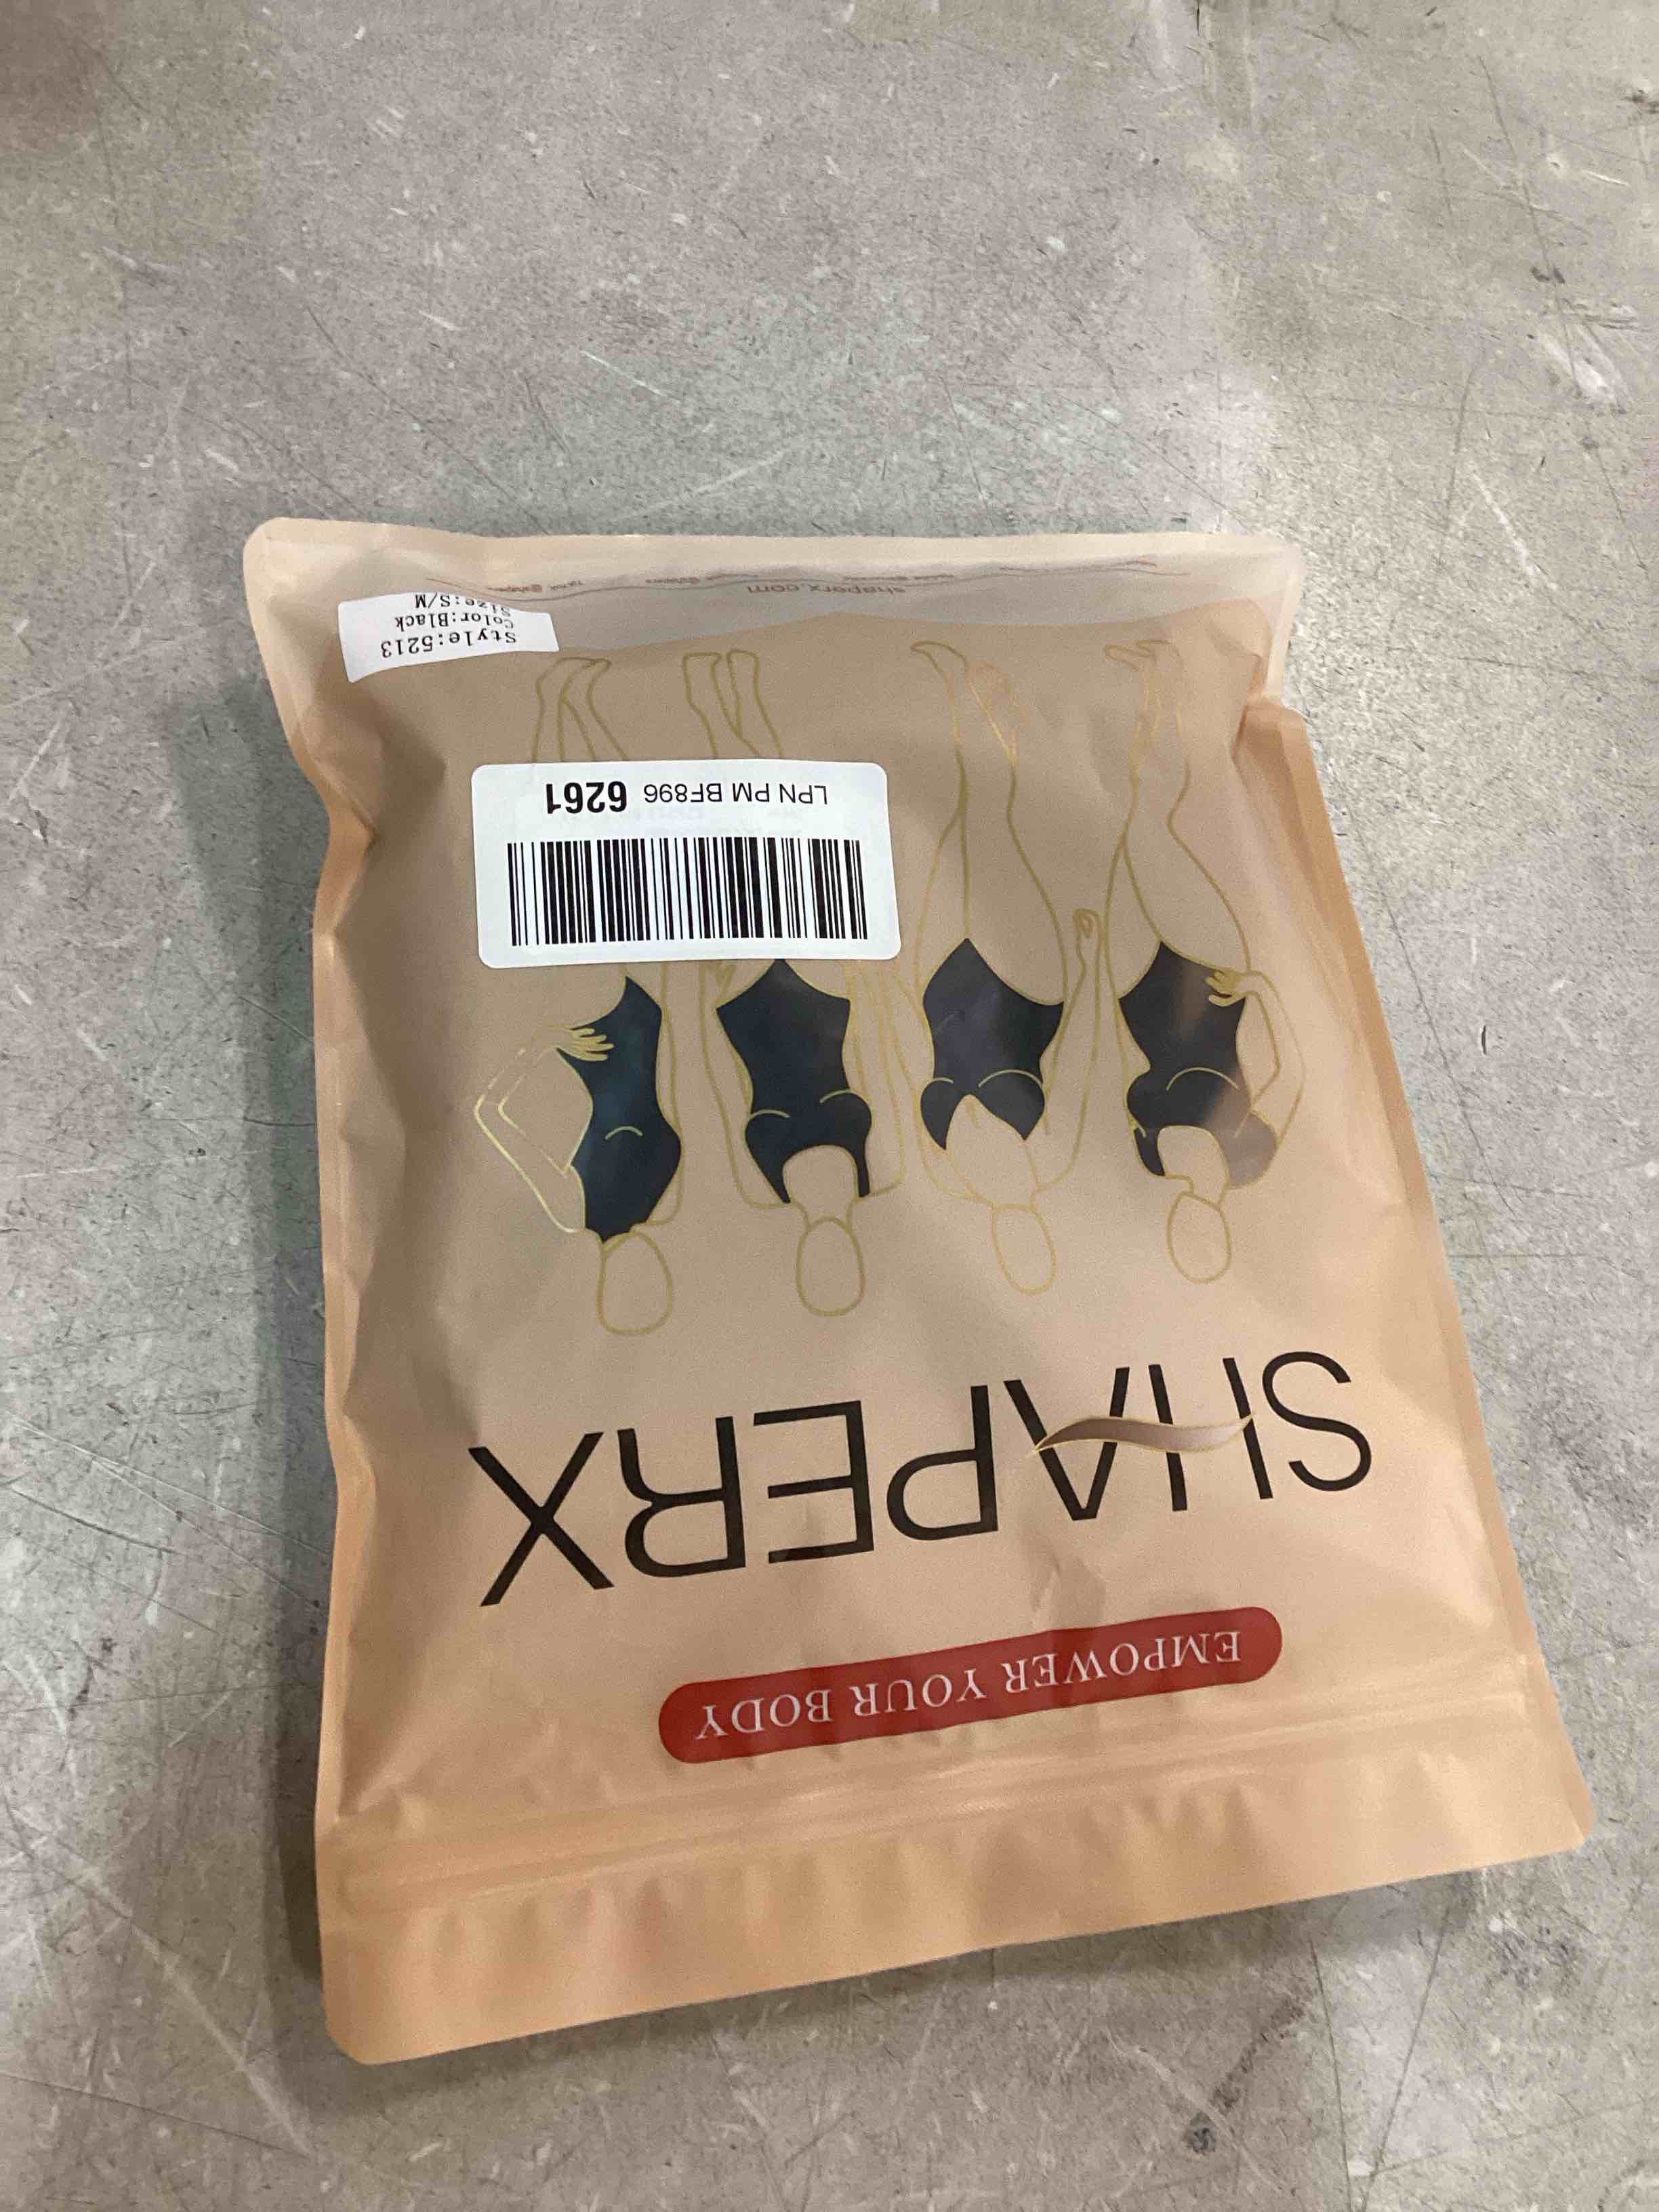 EMPOWER YOUR BODY
SHAPERX
LPN PM BF896 6261
Style:5213
Color:Black
Size:S/M
shaperx.com